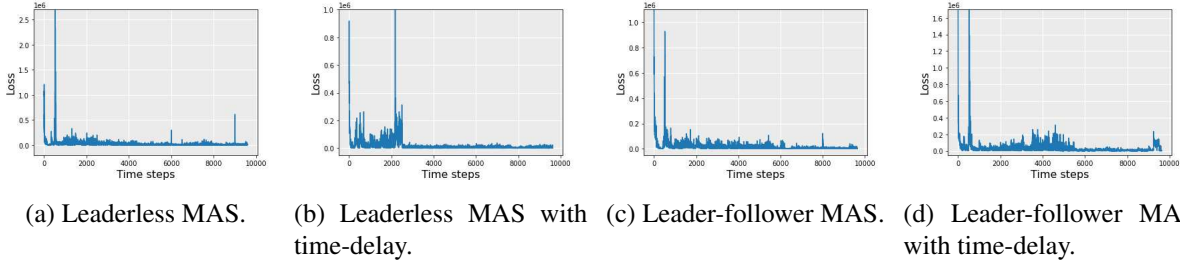 1e6
2.5
2.0
1.5
1.0
0.5
0.0
Loss
0 2000 4000 6000 8000 10000
Time steps
1e6
1.0
0.8
0.6
0.4
0.2
0.0
Loss
0 2000 4000 6000 8000 10000
Time steps
1e6
1.0
0.8
0.6
0.4
0.2
0.0
Loss
0 2000 4000 6000 8000 10000
Time steps
1e6
1.6
1.4
1.2
1.0
0.8
0.6
0.4
0.2
0.0
Loss
0 2000 4000 6000 8000 10000
Time steps
(a) Leaderless MAS.
(b) Leaderless MAS with
time-delay.
(c) Leader-follower MAS.
(d) Leader-follower MA
with time-delay.